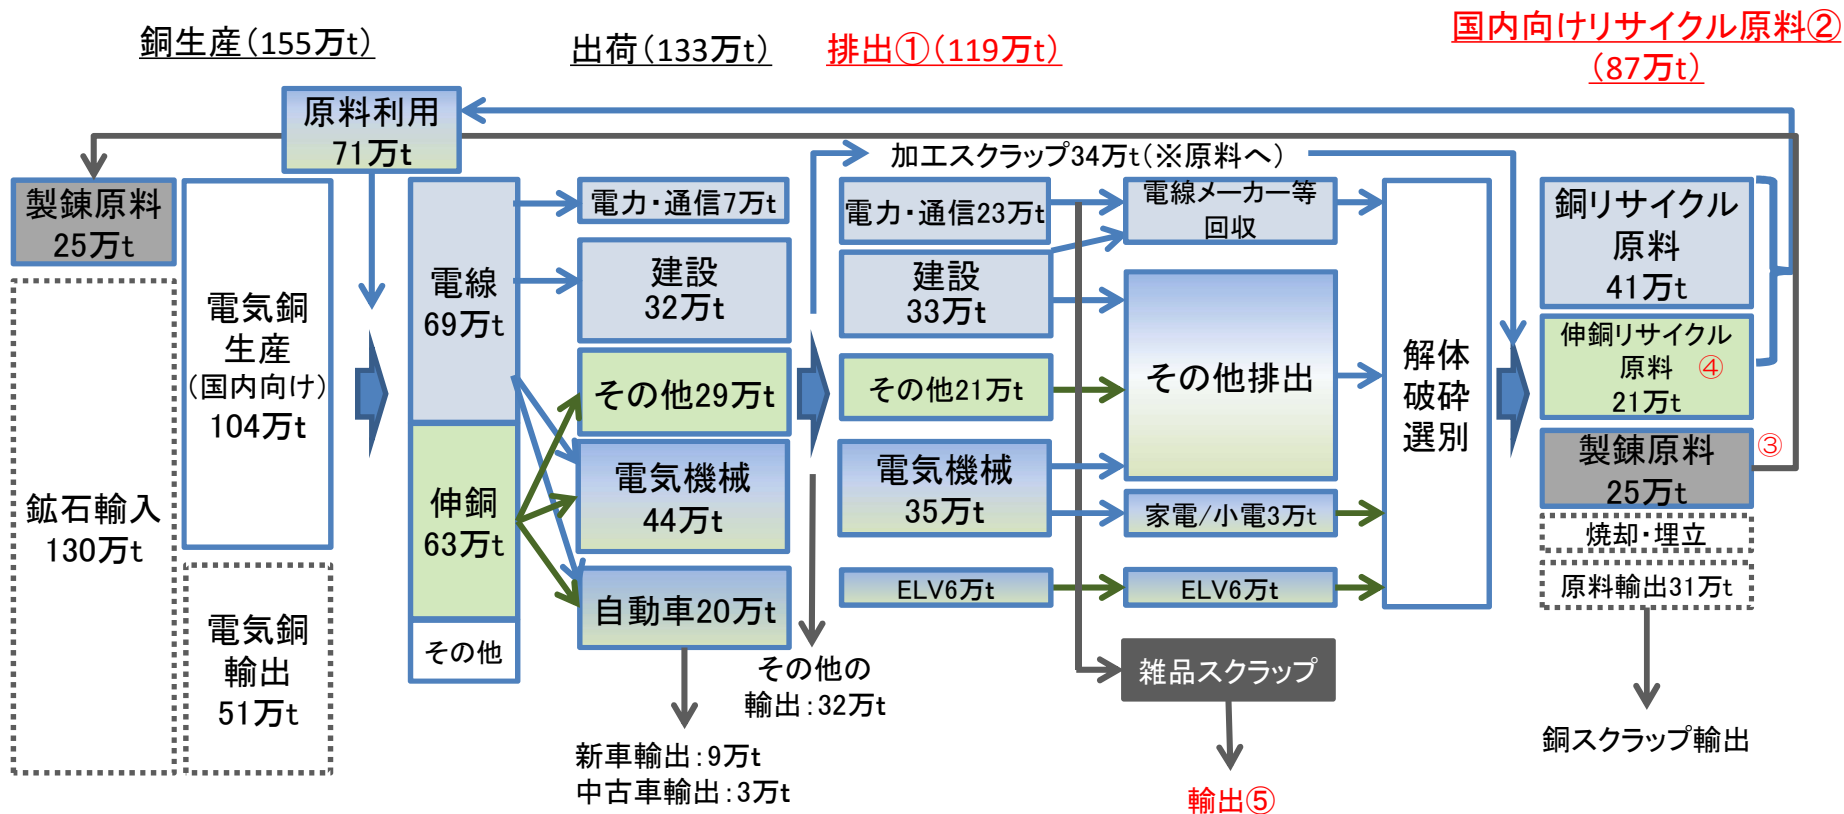 銅生産(155万t)
出荷(133万t)
排出①(119万t)
国内向けリサイクル原料②
(87万t)
原料利用
71万t
加工スクラップ34万t(※原料へ)
製錬原料
25万t
鉱石輸入
130万t
電気銅
生産
(国内向け)
104万t
電気銅
輸出
51万t
電線
69万t
伸銅
63万t
その他
電力・通信7万t
建設
32万t
その他29万t
電気機械
44万t
自動車20万t
新車輸出:9万t
中古車輸出:3万t
その他の
輸出:32万t
電力・通信23万t
建設
33万t
その他21万t
電気機械
35万t
ELV6万t
電線メーカー等
回収
その他排出
家電/小電3万t
ELV6万t
雑品スクラップ
輸出⑤
解体
破砕
選別
銅リサイクル
原料
41万t
伸銅リサイクル
原料 ④
21万t
製錬原料 ③
25万t
焼却・埋立
原料輸出31万t
銅スクラップ輸出